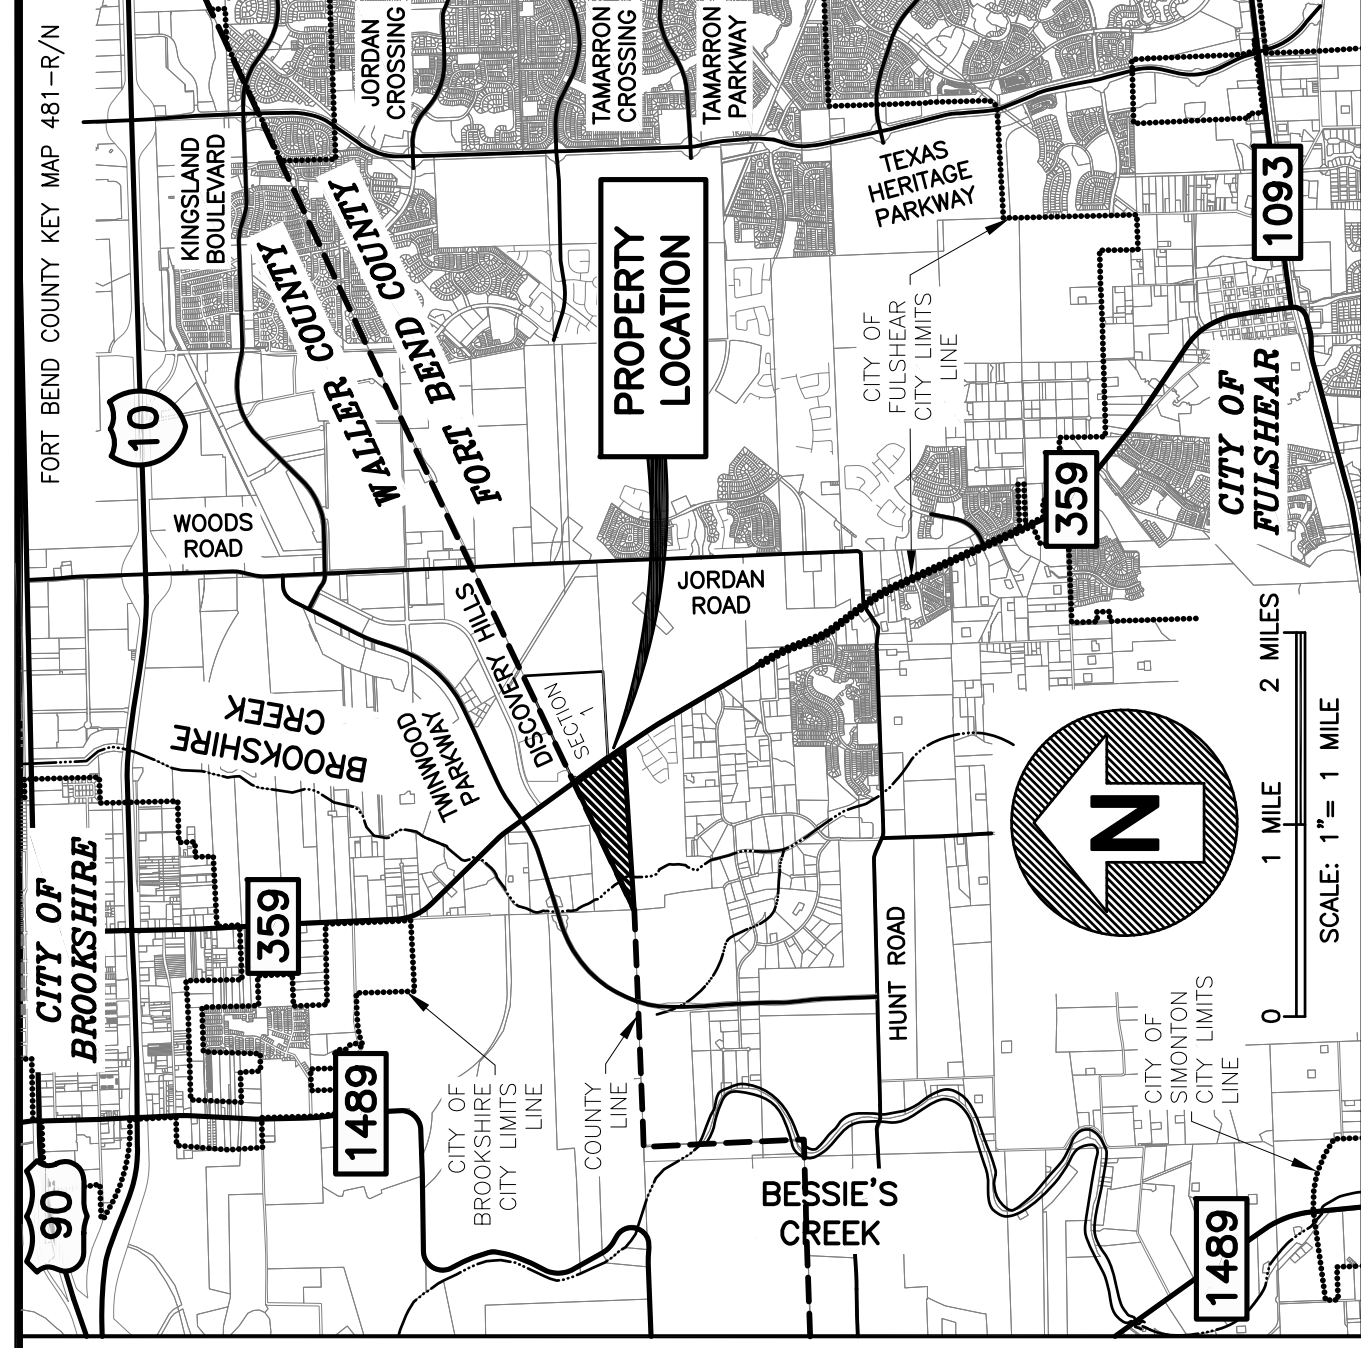 FORT BEND COUNTY KEY MAP 481-R/N
JORDAN
CROSSING
TAMARRON
CROSSING
TAMARRON
PARKWAY
KINGSLAND
BOULEVARD
TEXAS
HERITAGE
PARKWAY
1093
WALLER COUNTY
FORT BEND COUNTY
PROPERTY
LOCATION
10
CITY OF
FULSHEAR
CITY LIMITS
LINE
CITY OF
FULSHEAR
WOODS
ROAD
359
JORDAN
ROAD
DISCOVERY HILLS
SECTION
1
BROOKSHIRE
CREEK
TWINWOOD
PARKWAY
CITY OF
BROOKSHIRE
359
N
0
1 MILE
2 MILES
SCALE: 1"= 1 MILE
HUNT ROAD
1489
CITY OF
BROOKSHIRE
CITY LIMITS
LINE
COUNTY
LINE
CITY OF
SIMONTON
CITY LIMITS
LINE
90
BESSIE'S
CREEK
1489